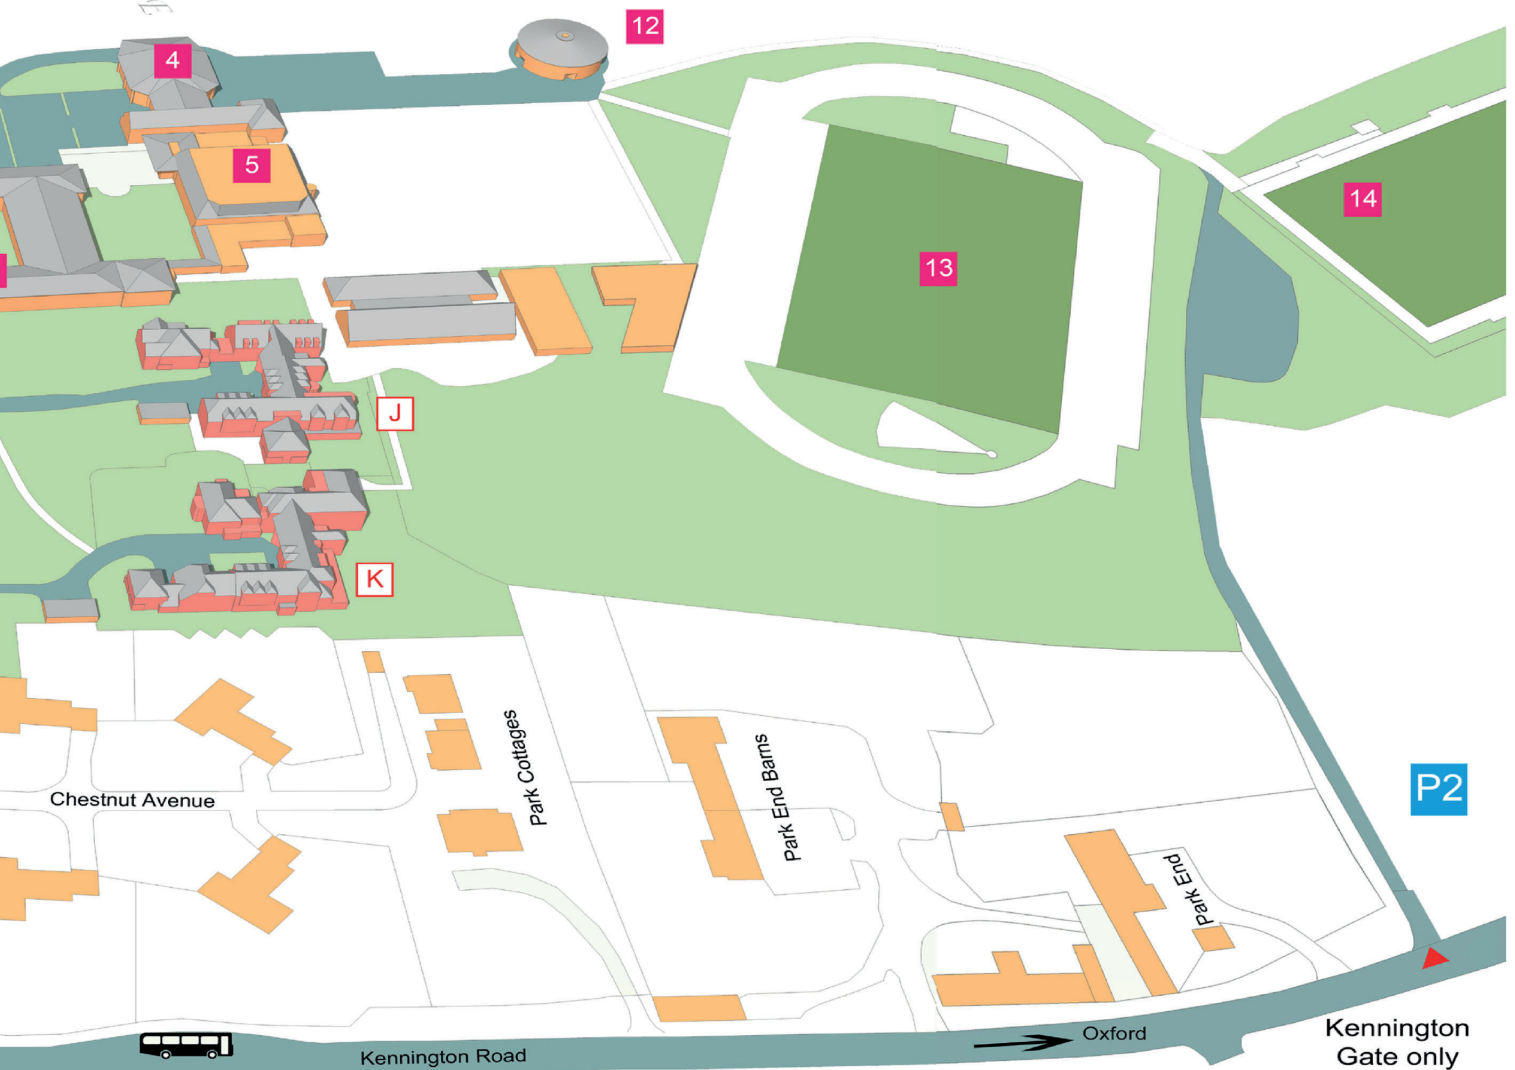 12
4
5
14
13
J
K
Park Cottages
Park End Barns
P2
Chestnut Avenue
Park End
Kennington
Gate only
Oxford
Kennington Road